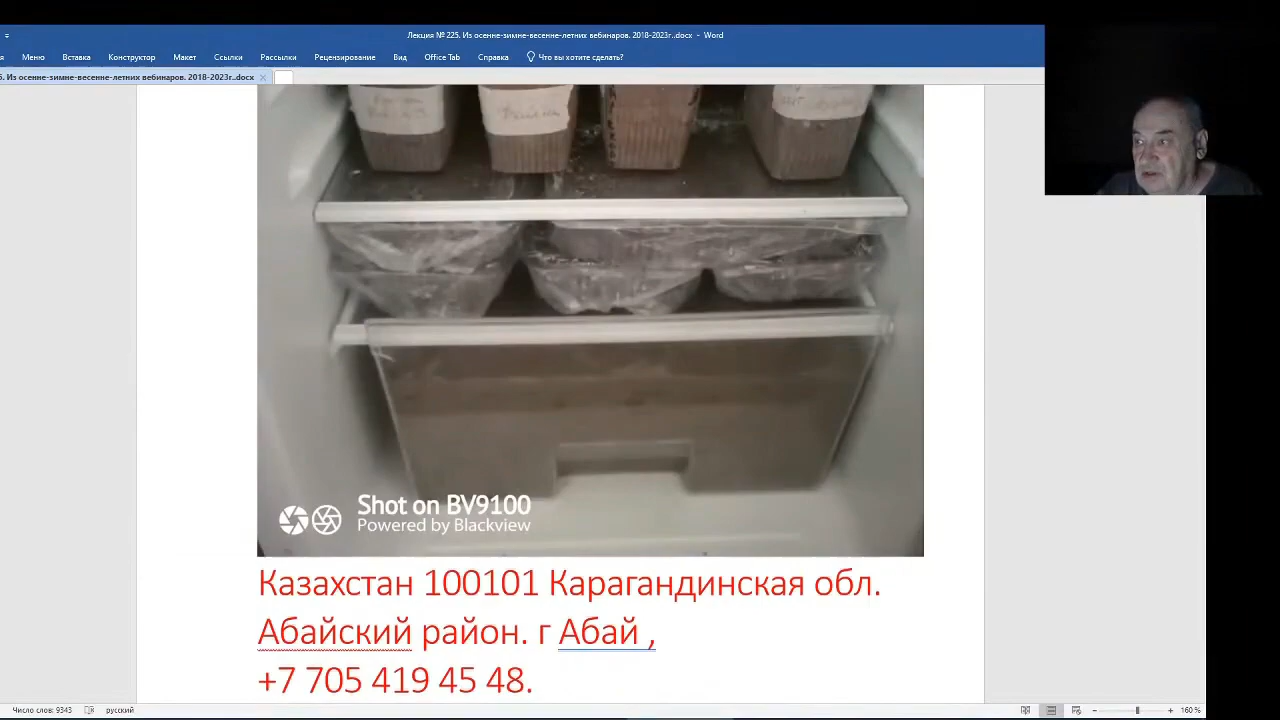 Лекция № 225. Из осенне-зимне-весенне-летних вебинаров. 2018-2023г..docx - Word
Меню Вставка Конструктор Макет Ссылки Рассылки Рецензирование Вид Office Tab Справка Что вы хотите сделать?
Из осенне-зимне-весенне-летних вебинаров. 2018-2023г..docx
Shot on BV9100
Powered by Blackview
Казахстан 100101 Карагандинская обл.
Абайский район. г Абай ,
+7 705 419 45 48.
Число слов: 9343 русский 160 %